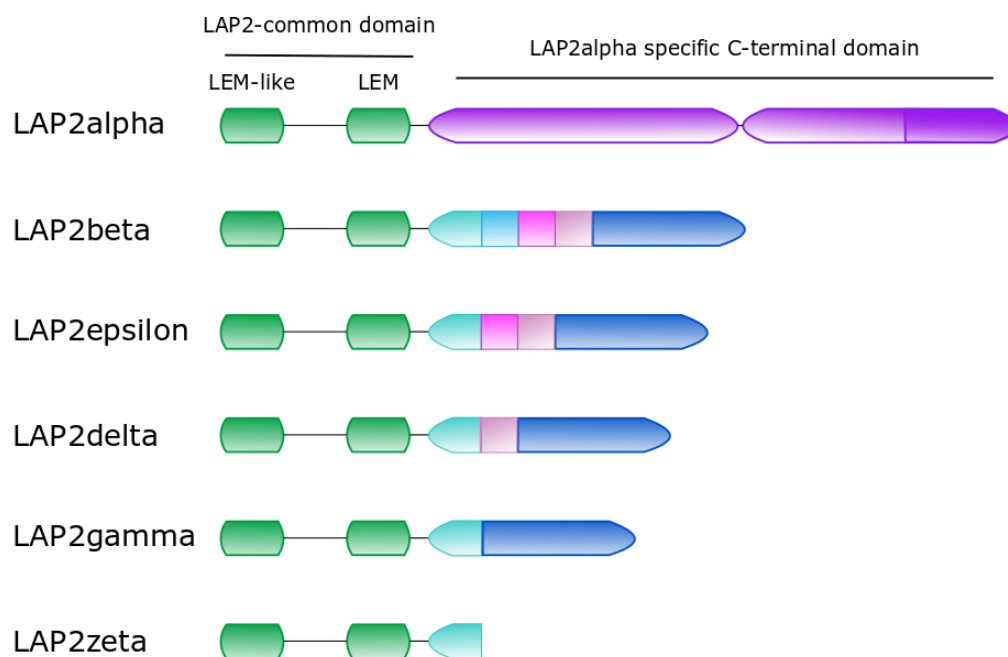 LAP2-common domain
LAP2alpha specific C-terminal domain
LEM-like LEM
LAP2alpha
LAP2beta
LAP2epsilon
LAP2delta
LAP2gamma
LAP2zeta